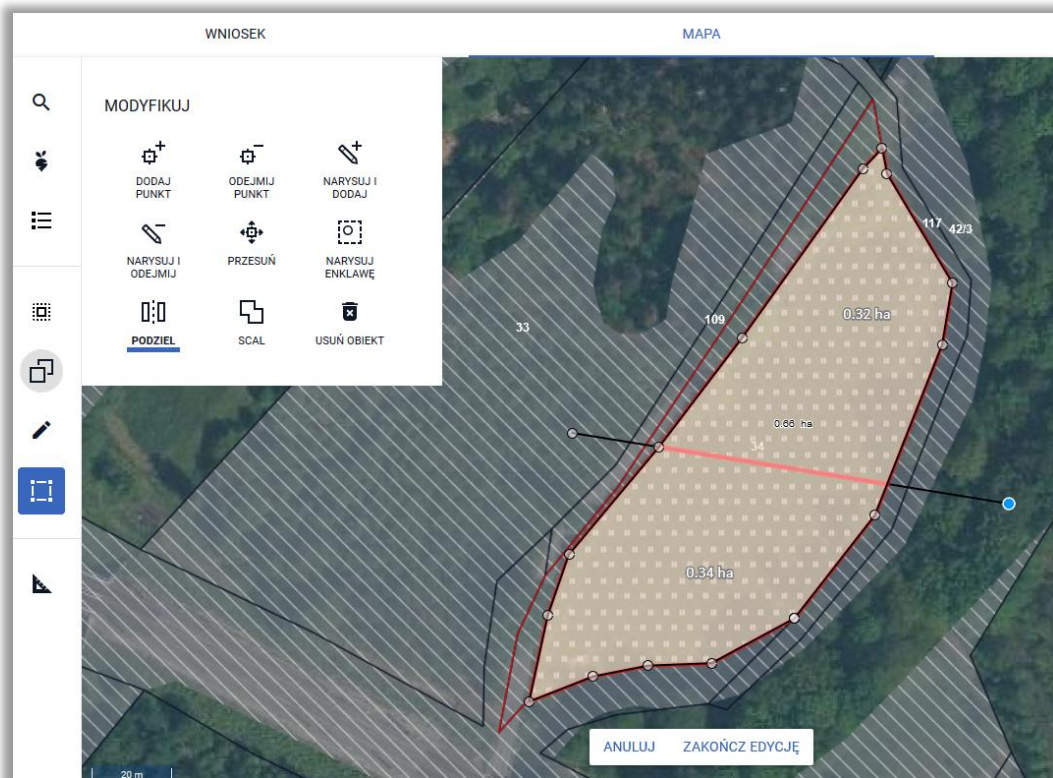 WNIOSEK
MAPA
MODYFIKUJ
DODAJ
PUNKT
ODEJMIJ
PUNKT
NARYSUJ I
DODAJ
NARYSUJ I
ODEJMIJ
PRZESUŃ
NARYSUJ
ENKLAWĘ
PODZIEL
SCAL
USUŃ OBIEKT
117
42/3
0.32 ha
109
33
0.66 ha
34
0.34 ha
ANULUJ
ZAKOŃCZ EDYCJĘ
20 m